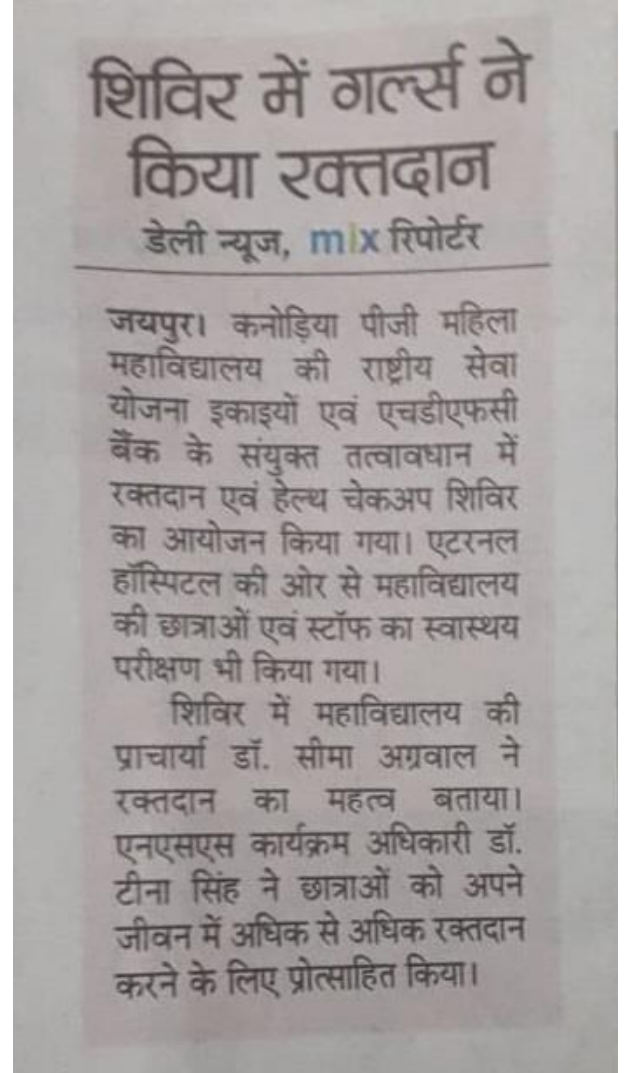 शिविर में गर्ल्स ने
किया रक्तदान
डेली न्यूज, mix रिपोर्टर
जयपुर। कनोड़िया पीजी महिला
महाविद्यालय की राष्ट्रीय सेवा
योजना इकाइयों एवं एचडीएफसी
बैंक के संयुक्त तत्वावधान में
रक्तदान एवं हेल्थ चेकअप शिविर
का आयोजन किया गया। एटरनल
हॉस्पिटल की ओर से महाविद्यालय
की छात्राओं एवं स्टॉफ का स्वास्थय
परीक्षण भी किया गया।
शिविर में महाविद्यालय की
प्राचार्या डॉ. सीमा अग्रवाल ने
रक्तदान का महत्व बताया।
एनएसएस कार्यक्रम अधिकारी डॉ.
टीना सिंह ने छात्राओं को अपने
जीवन में अधिक से अधिक रक्तदान
करने के लिए प्रोत्साहित किया।